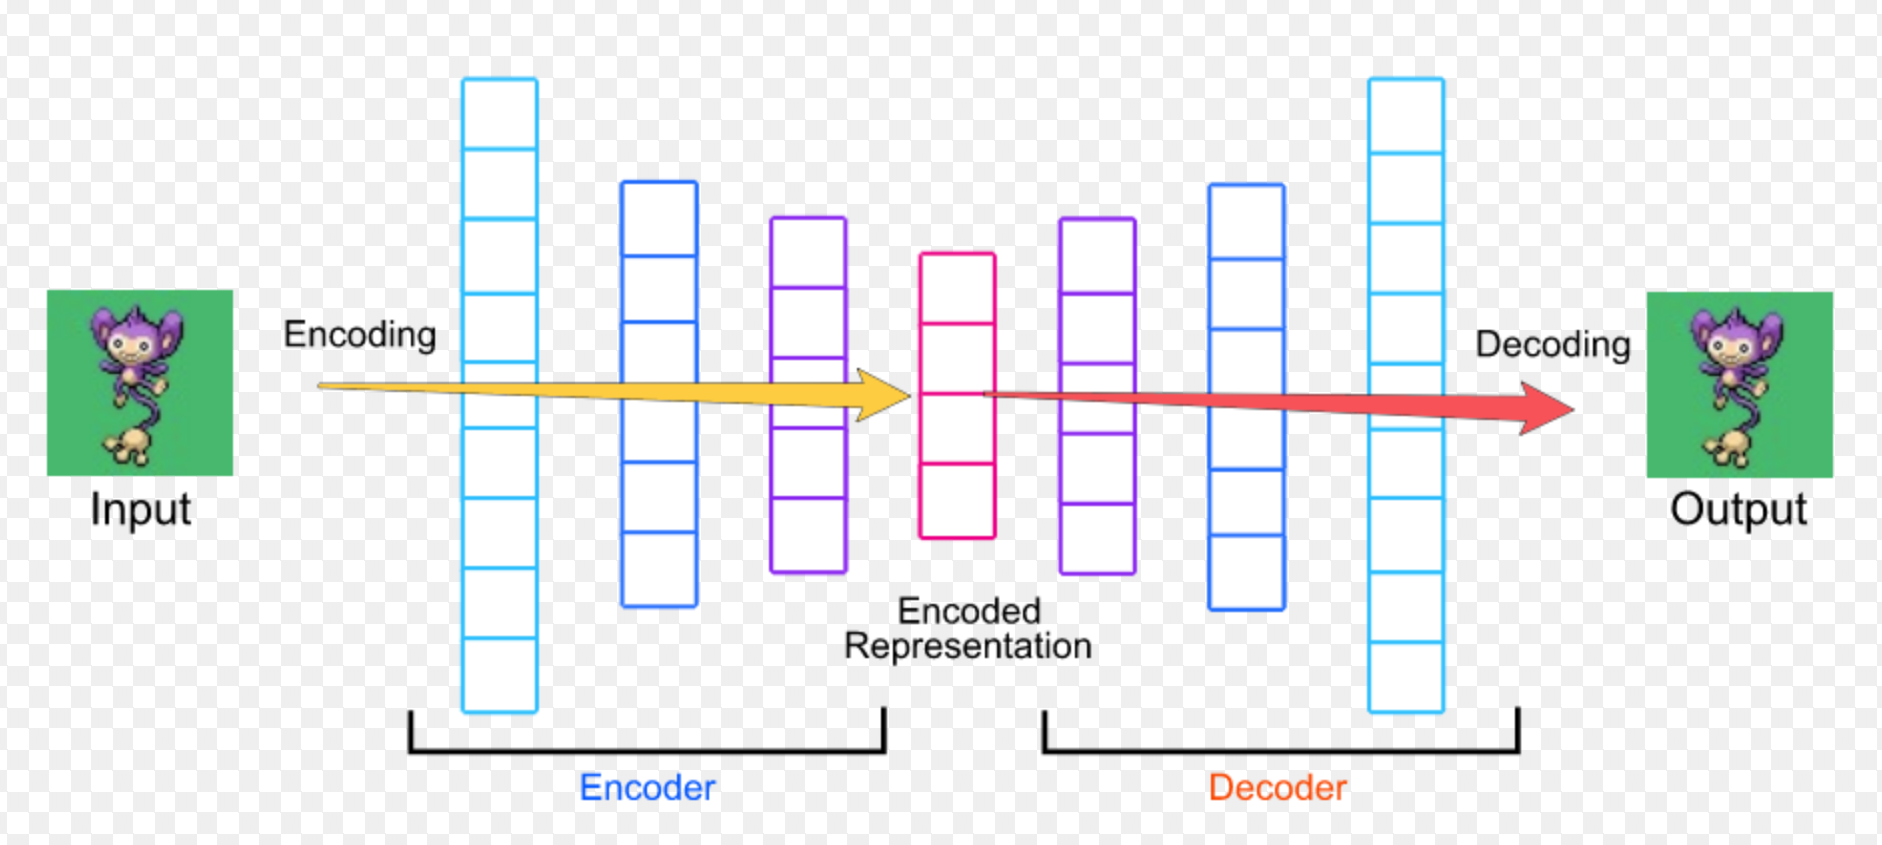 Encoding
Decoding
Input
Output
Encoded
Representation
Encoder
Decoder